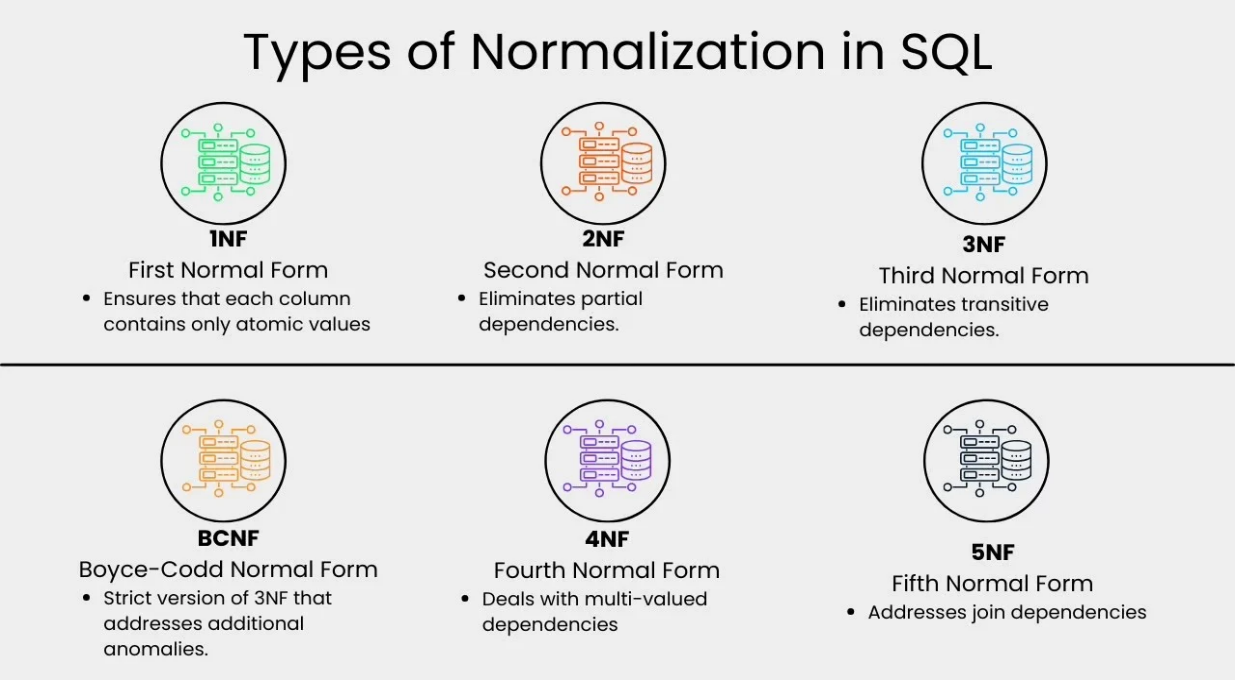 Types of Normalization in SQL
1NF
First Normal Form
• Ensures that each column
contains only atomic values
2NF
Second Normal Form
• Eliminates partial
dependencies.
3NF
Third Normal Form
• Eliminates transitive
dependencies.
BCNF
Boyce-Codd Normal Form
• Strict version of 3NF that
addresses additional
anomalies.
4NF
Fourth Normal Form
• Deals with multi-valued
dependencies
5NF
Fifth Normal Form
• Addresses join dependencies